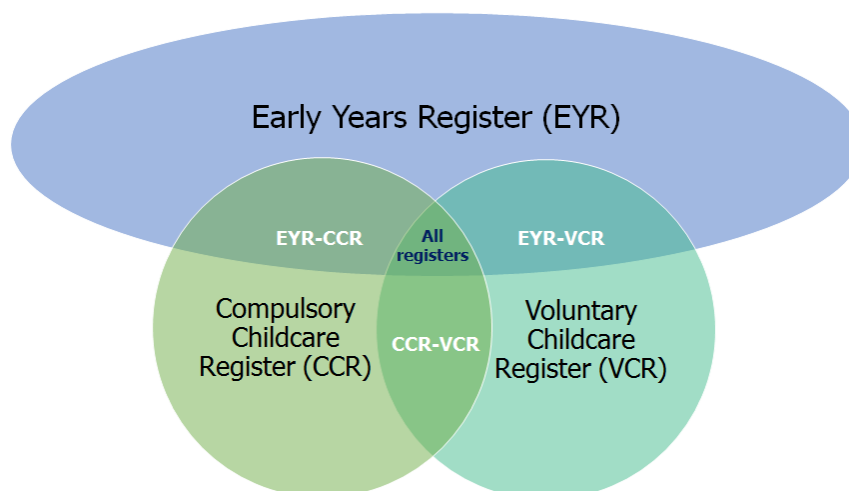 Early Years Register (EYR)
EYR-CCR
All
registers
EYR-VCR
Compulsory
Childcare
Register (CCR)
CCR-VCR
Voluntary
Childcare
Register (VCR)